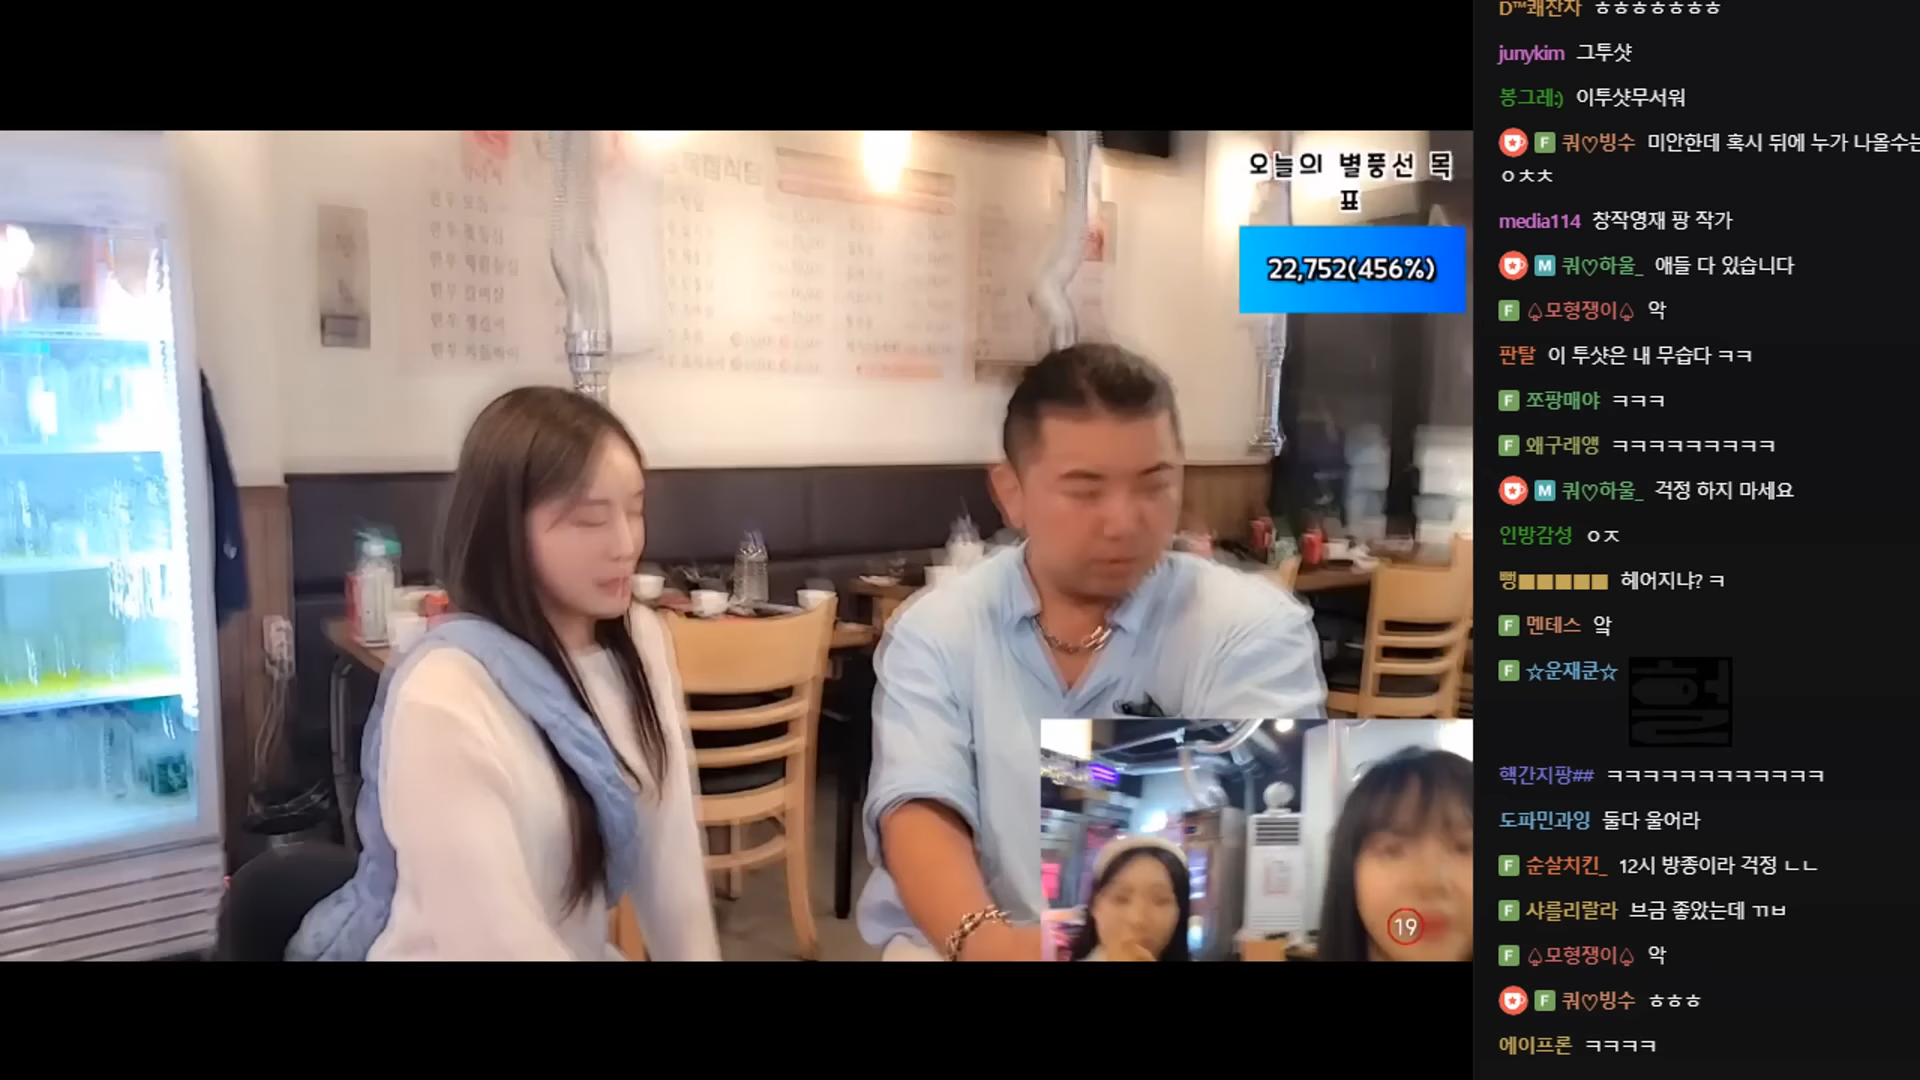 오늘의 별풍선 목
표
22,752(456%)
19
D™쾌찬자 ㅎㅎㅎㅎㅎㅎㅎ
junykim 그투샷
봉그레:) 이투샷무서워
F 쿼♡빙수 미안한데 혹시 뒤에 누가 나올수는
ㅇㅊㅊ
media114 창작영재 팡 작가
M 쿼♡하울_ 애들 다 있습니다
F ♤모형쟁이♤ 악
판탈 이 투샷은 내 무습다 ㅋㅋ
F 쪼팡매야 ㅋㅋㅋ
F 왜구래앵 ㅋㅋㅋㅋㅋㅋㅋㅋㅋ
M 쿼♡하울_ 걱정 하지 마세요
인방감성 ㅇㅈ
뻥■■■■■ 헤어지냐? ㅋ
F 멘테스 앜
F ☆운재쿤☆ 헐
핵간지팡## ㅋㅋㅋㅋㅋㅋㅋㅋㅋㅋㅋㅋ
도파민과잉 둘다 울어라
F 순살치킨_ 12시 방종이라 걱정 ㄴㄴ
F 샤를리랄라 브금 좋았는데 ㄲㅂ
F ♤모형쟁이♤ 악
F 쿼♡빙수 ㅎㅎㅎ
에이프론 ㅋㅋㅋㅋ